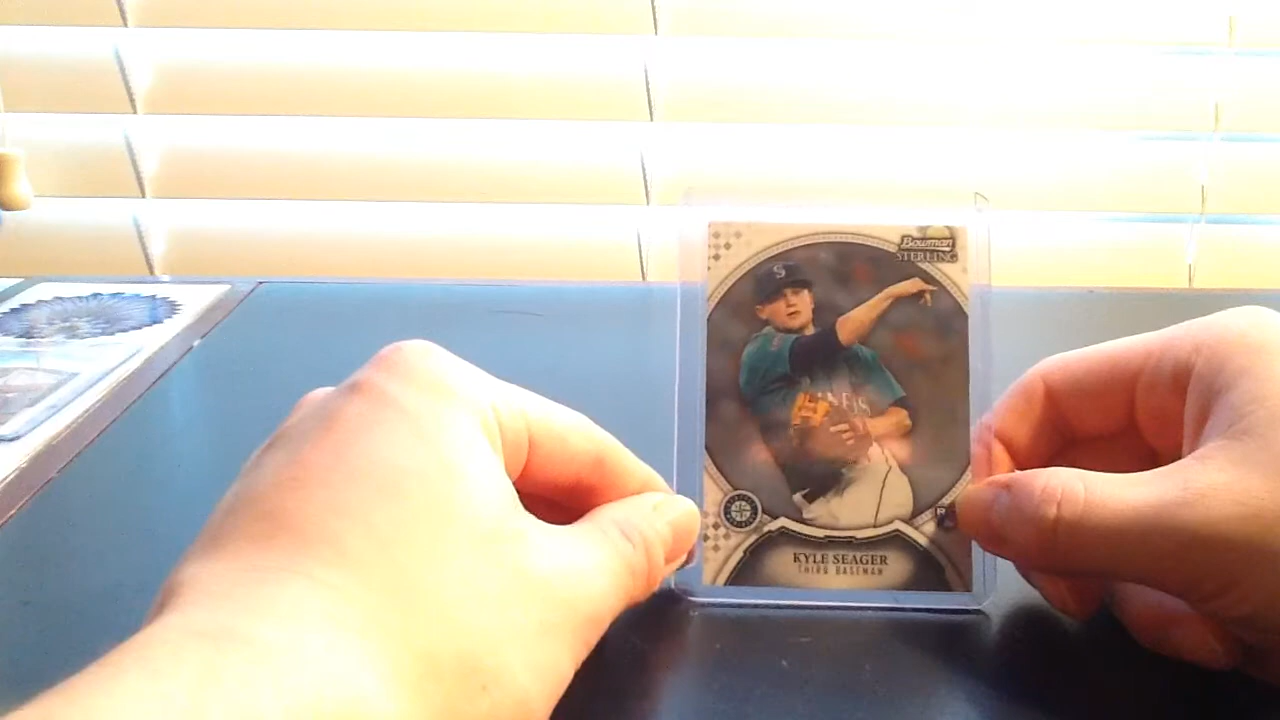 Bowman
STERLING
S
KYLE SEAGER
THIRD BASEMAN